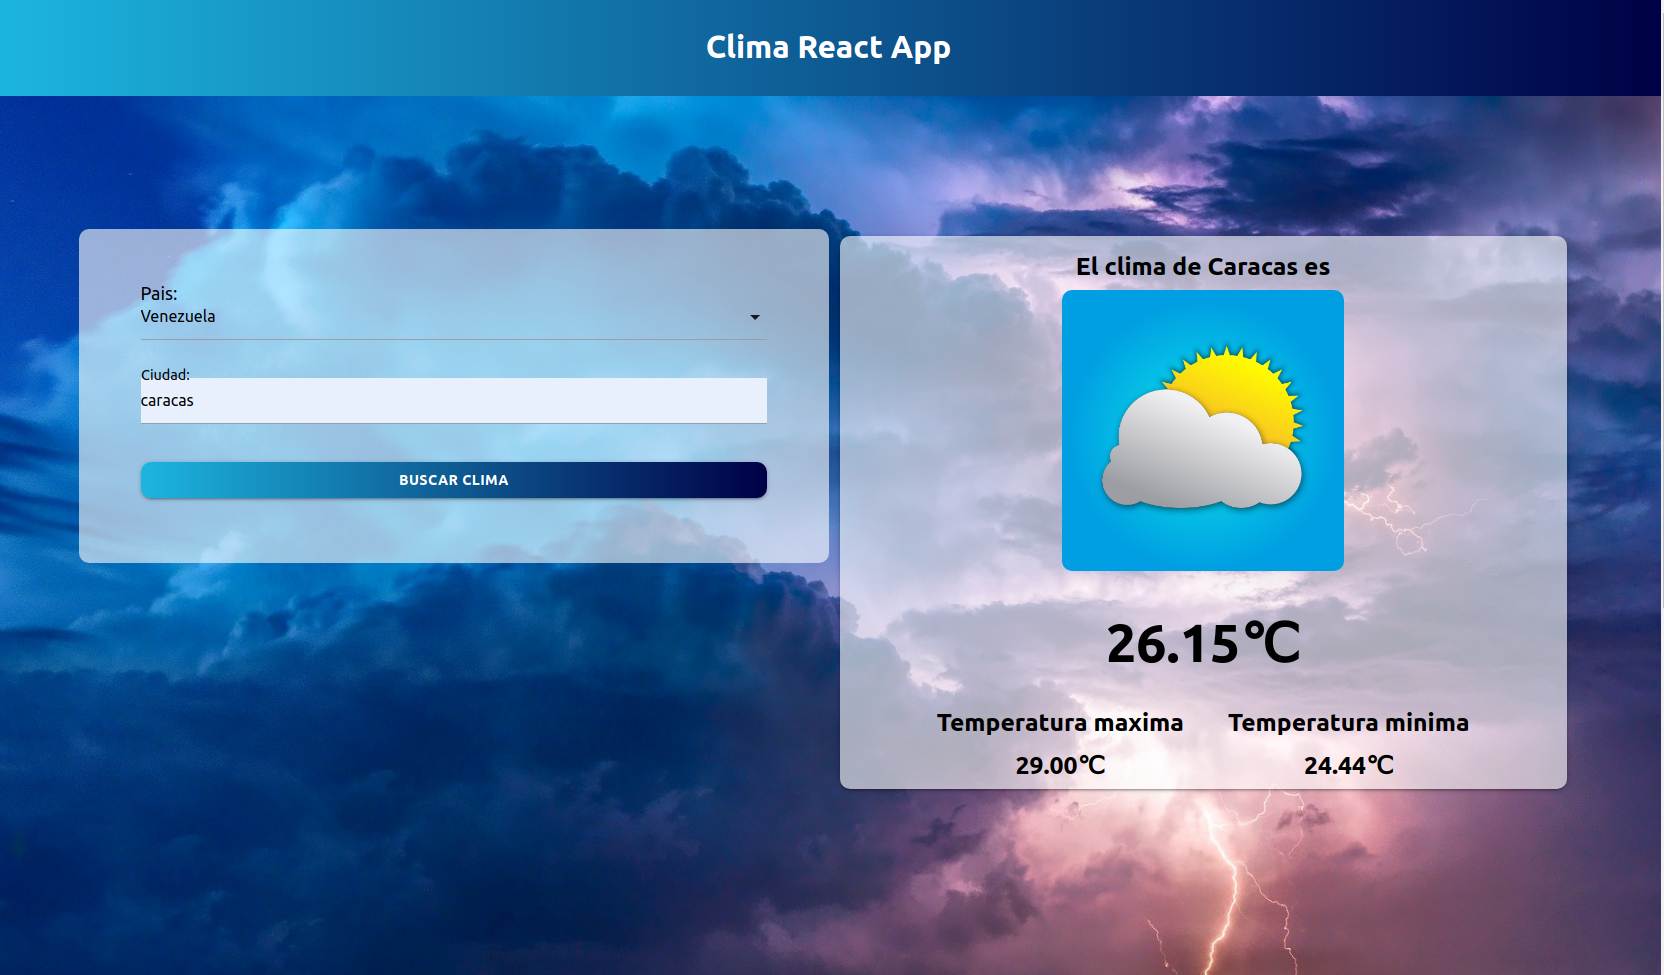 Clima React App
Pais:
Venezuela
Ciudad:
caracas
BUSCAR CLIMA
El clima de Caracas es
26.15℃
Temperatura maxima
29.00℃
Temperatura minima
24.44℃